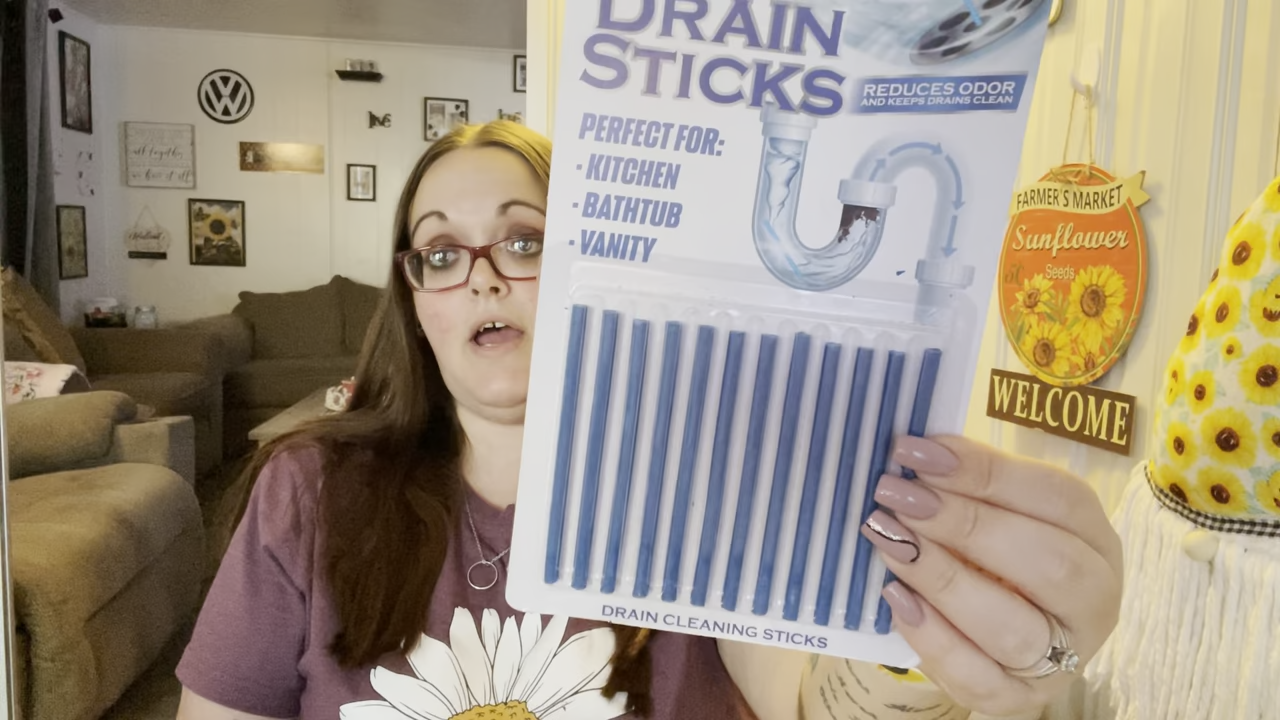 DRAIN
STICKS
REDUCES ODOR
AND KEEPS DRAINS CLEAN
PERFECT FOR:
· KITCHEN
· BATHTUB
· VANITY
DRAIN CLEANING STICKS
FARMER'S MARKET
Sunflower
Seeds
WELCOME
VW